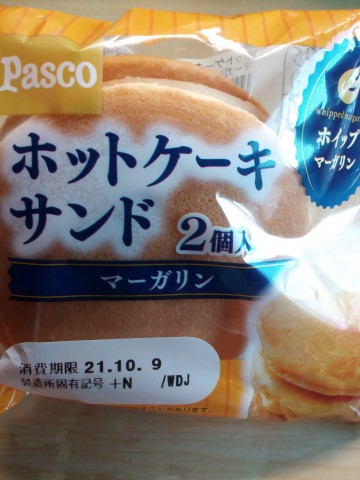 Pasco
whipped margarine
ホイップ
マーガリン
ホットケーキ
サンド
2個入
マーガリン
消費期限 21.10. 9
製造所固有記号 +N /WDJ